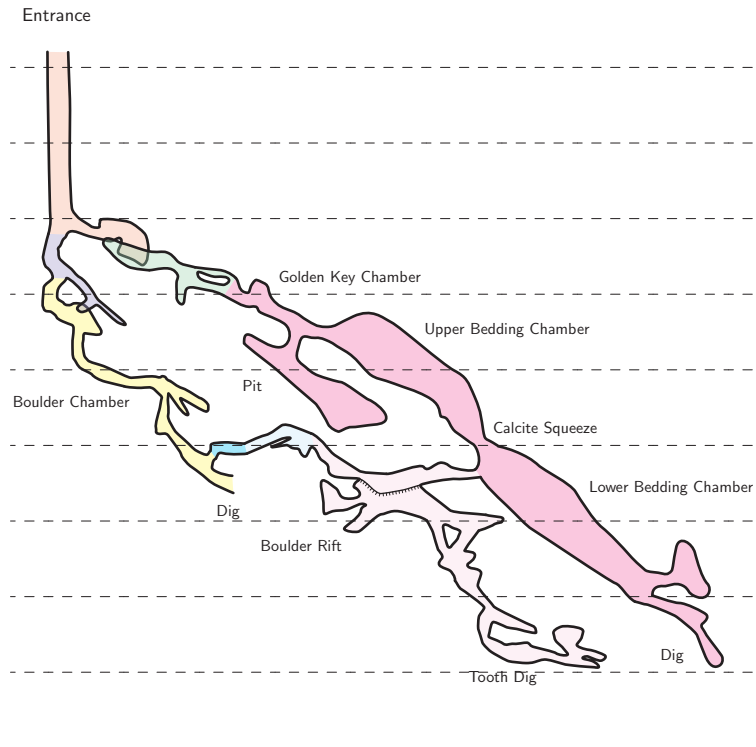 Entrance
Golden Key Chamber
Upper Bedding Chamber
Pit
Boulder Chamber
Calcite Squeeze
Lower Bedding Chamber
Dig
Boulder Rift
Dig
Tooth Dig